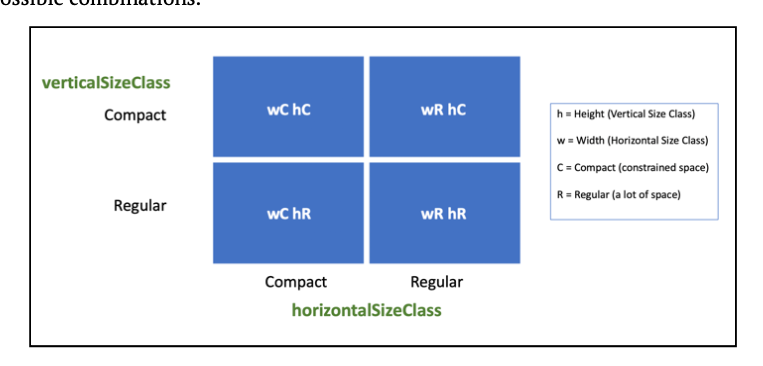 ossible combinations.
verticalSizeClass
Compact
wC hC
wR hC
Regular
wC hR
wR hR
Compact
Regular
horizontalSizeClass
h = Height (Vertical Size Class)
w = Width (Horizontal Size Class)
C = Compact (constrained space)
R = Regular (a lot of space)